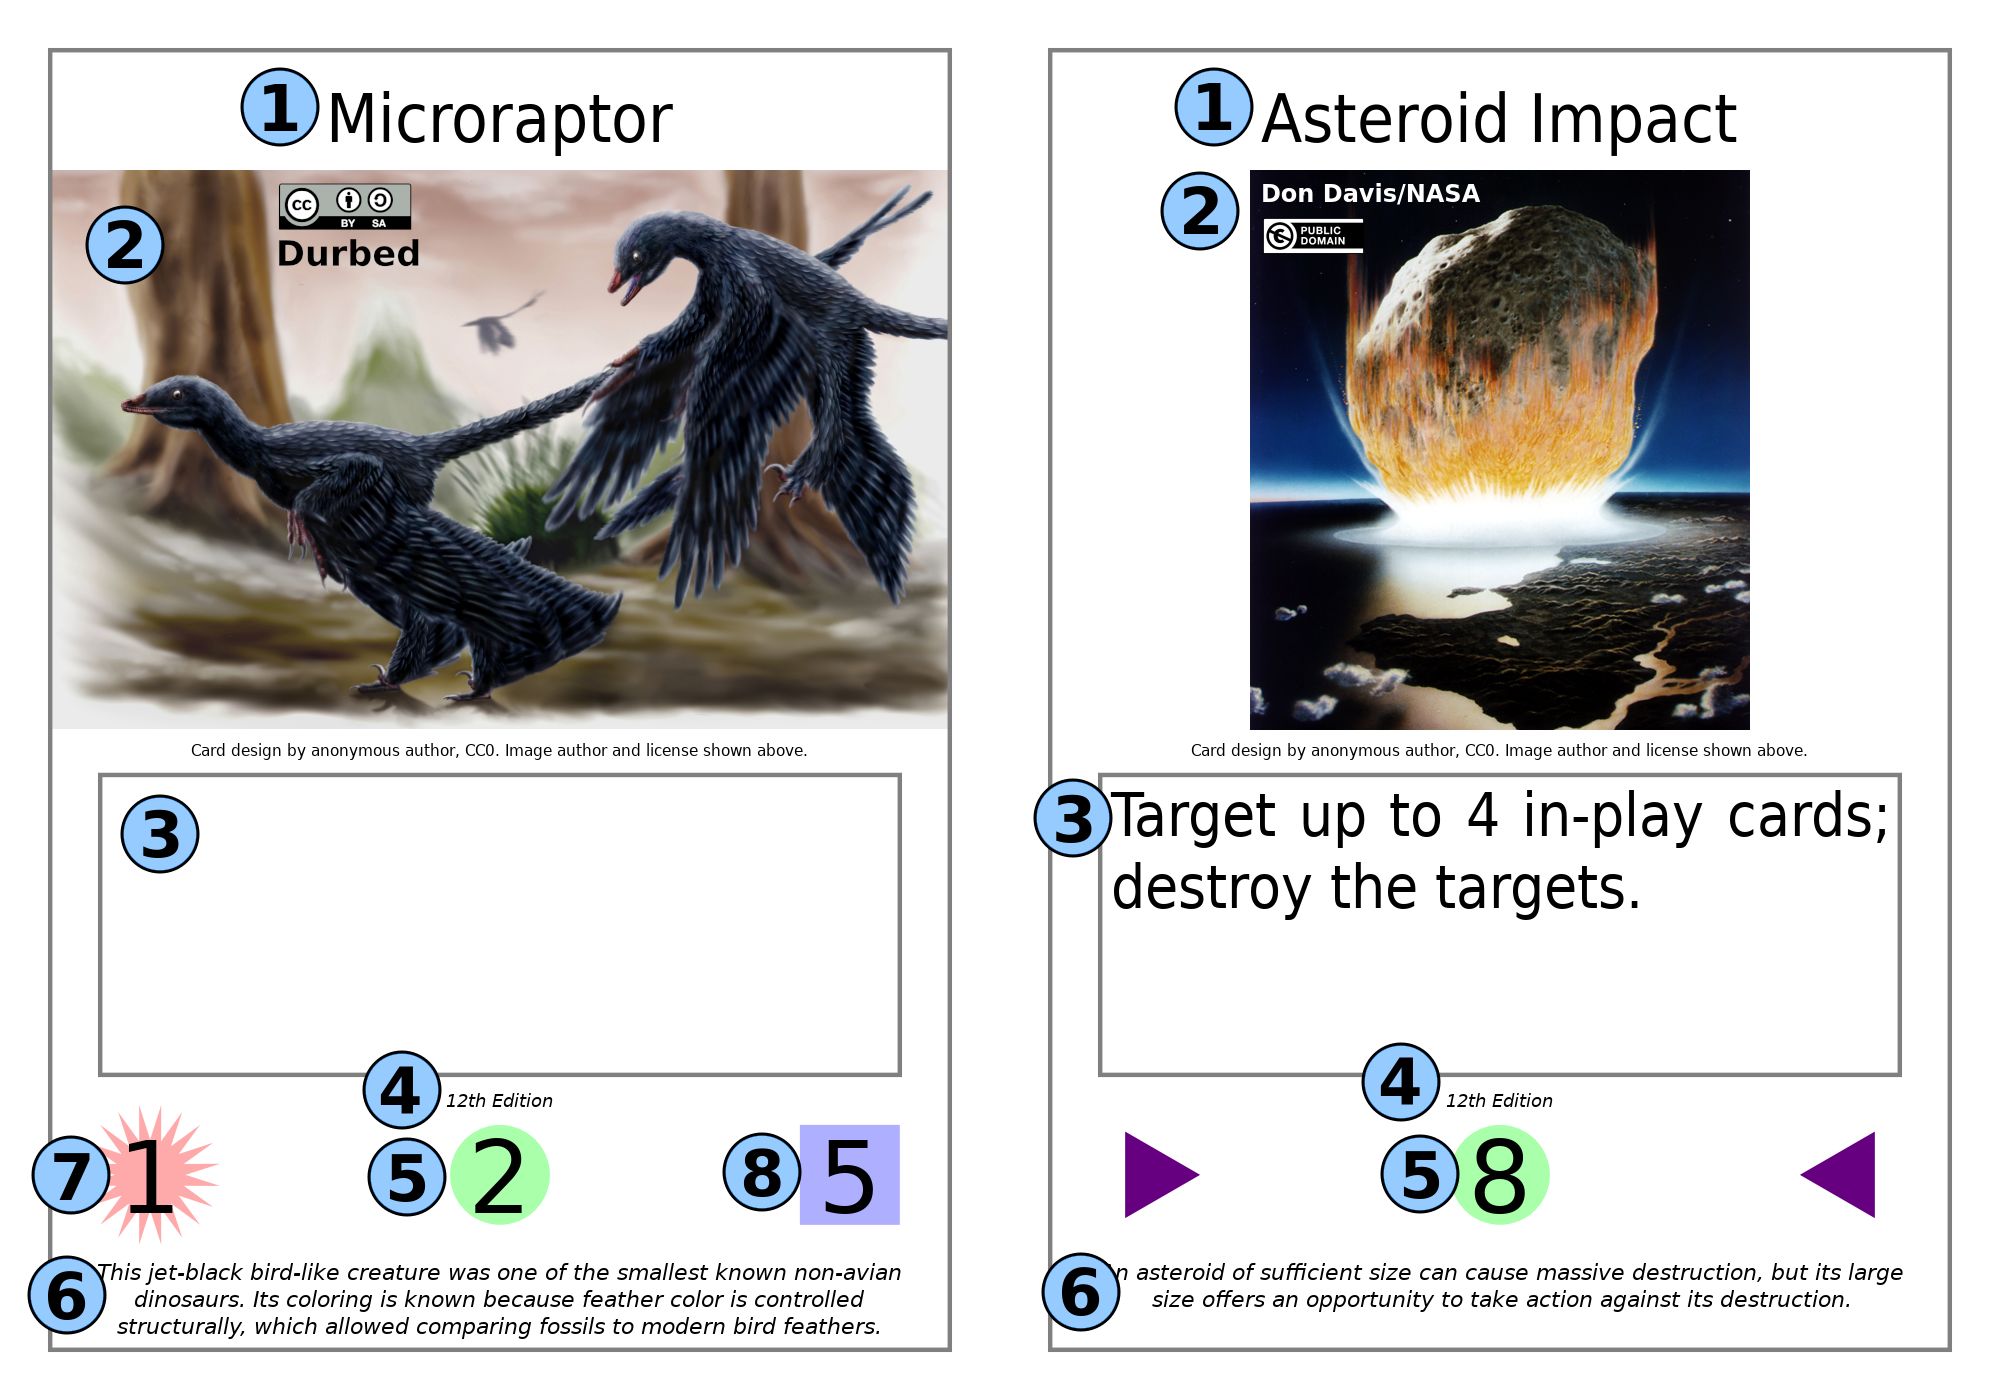 1 Microraptor
2
CC BY SA
Durbed
Card design by anonymous author, CC0. Image author and license shown above.
3
4 12th Edition
7 1 5 2 8 5
6 This jet-black bird-like creature was one of the smallest known non-avian
dinosaurs. Its coloring is known because feather color is controlled
structurally, which allowed comparing fossils to modern bird feathers.
1 Asteroid Impact
2 Don Davis/NASA
PUBLIC
DOMAIN
Card design by anonymous author, CC0. Image author and license shown above.
3 Target up to 4 in-play cards;
destroy the targets.
4 12th Edition
5 8
6 asteroid of sufficient size can cause massive destruction, but its large
size offers an opportunity to take action against its destruction.